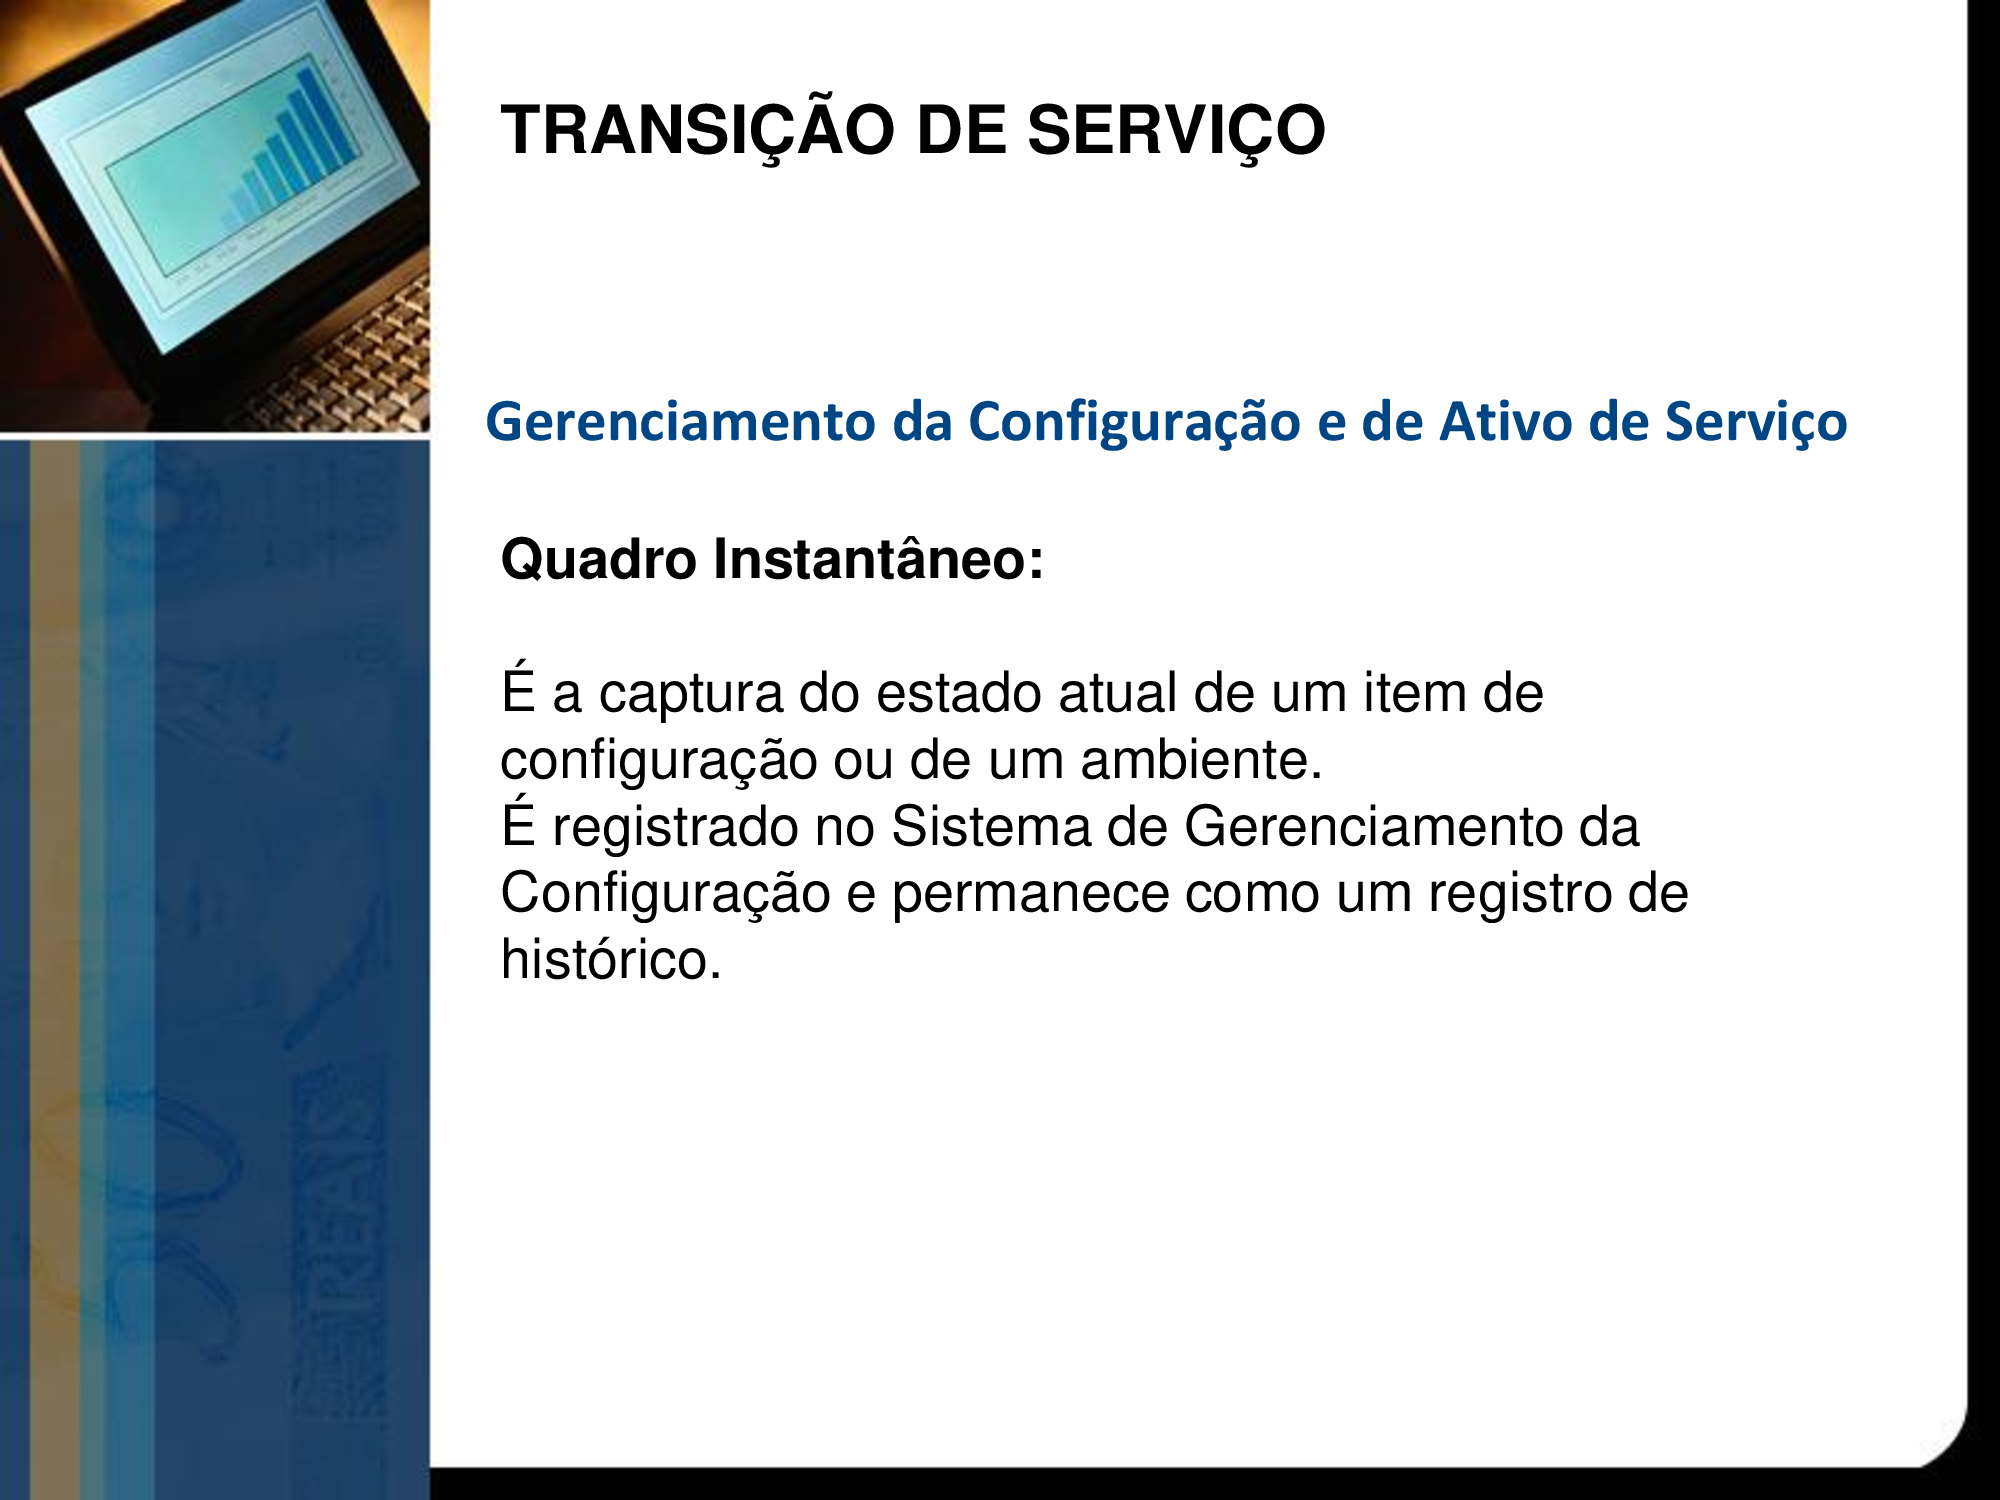 TRANSIÇÃO DE SERVIÇO
Gerenciamento da Configuração e de Ativo de Serviço
Quadro Instantâneo:
É a captura do estado atual de um item de
configuração ou de um ambiente.
É registrado no Sistema de Gerenciamento da
Configuração e permanece como um registro de
histórico.
REAIS